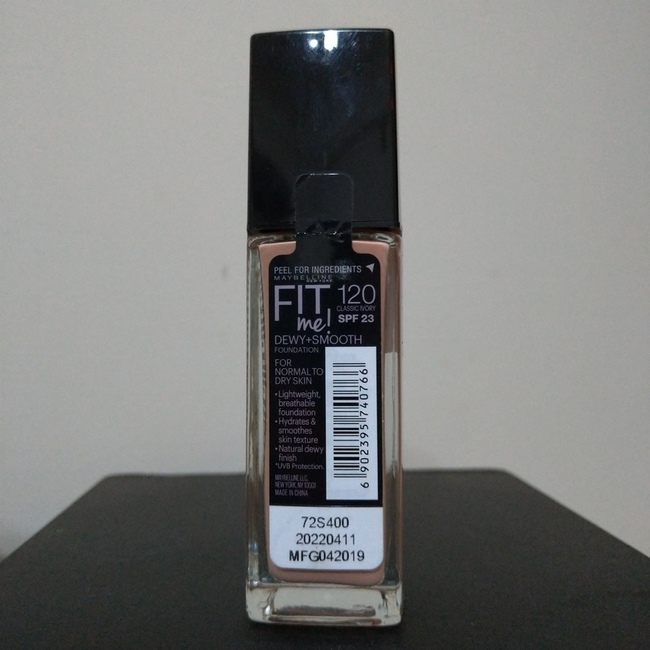 PEEL FOR INGREDIENTS
MAYBELLINE
NEW YORK
FIT
me!
120
CLASSIC IVORY
SPF 23
DEWY+SMOOTH
FOUNDATION
FOR
NORMAL TO
DRY SKIN
•Lightweight,
breathable
foundation
•Hydrates &
smoothes
skin texture
•Natural dewy
finish
*UVB Protection.
MAYBELLINE LLC,
NEW YORK, NY 10001
MADE IN CHINA
6 902395 740766
72S400
20220411
MFG042019